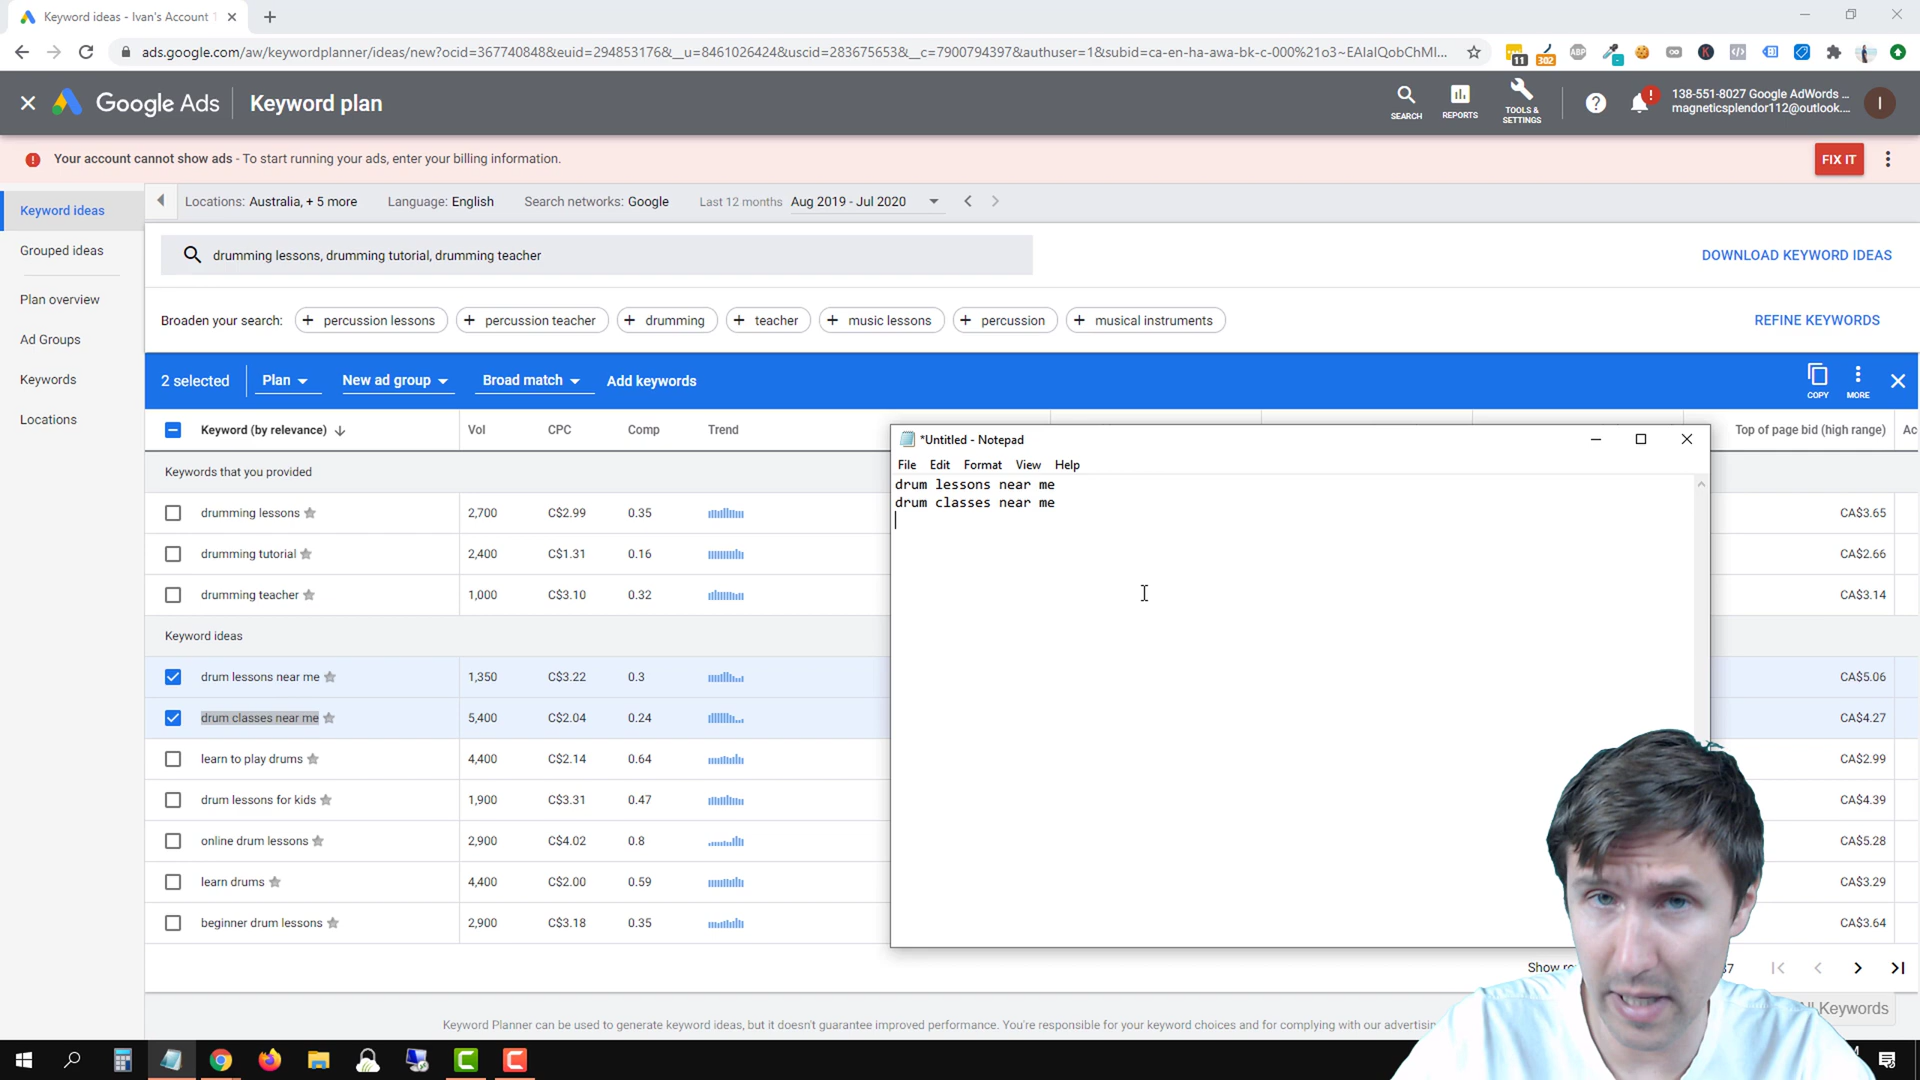 Keyword ideas - Ivan's Account 1
ads.google.com/aw/keywordplanner/ideas/new?ocid=367740848&euid=294853176&__u=8461026424&uscid=283675653&__c=7900794397&authuser=1&subid=ca-en-ha-awa-bk-c-000%21o3~EAIaIQobChMI...
11
302
ABP
Google Ads
Keyword plan
SEARCH
REPORTS
TOOLS & SETTINGS
138-551-8027 Google AdWords ...
magneticsplendor112@outlook....
I
Your account cannot show ads - To start running your ads, enter your billing information.
FIX IT
Keyword ideas
Grouped ideas
Plan overview
Ad Groups
Keywords
Locations
Locations: Australia, + 5 more
Language: English
Search networks: Google
Last 12 months Aug 2019 - Jul 2020
drumming lessons, drumming tutorial, drumming teacher
DOWNLOAD KEYWORD IDEAS
Broaden your search:
+ percussion lessons
+ percussion teacher
+ drumming
+ teacher
+ music lessons
+ percussion
+ musical instruments
REFINE KEYWORDS
2 selected
Plan
New ad group
Broad match
Add keywords
COPY
MORE
Keyword (by relevance) Vol CPC Comp Trend Top of page bid (high range) Ac
Keywords that you provided
drumming lessons 2,700 C$2.99 0.35 CA$3.65
drumming tutorial 2,400 C$1.31 0.16 CA$2.66
drumming teacher 1,000 C$3.10 0.32 CA$3.14
Keyword ideas
drum lessons near me 1,350 C$3.22 0.3 CA$5.06
drum classes near me 5,400 C$2.04 0.24 CA$4.27
learn to play drums 4,400 C$2.14 0.64 CA$2.99
drum lessons for kids 1,900 C$3.31 0.47 CA$4.39
online drum lessons 2,900 C$4.02 0.8 CA$5.28
learn drums 4,400 C$2.00 0.59 CA$3.29
beginner drum lessons 2,900 C$3.18 0.35 CA$3.64
*Untitled - Notepad
File Edit Format View Help
drum lessons near me
drum classes near me
Show
Keywords
Keyword Planner can be used to generate keyword ideas, but it doesn't guarantee improved performance. You're responsible for your keyword choices and for complying with our